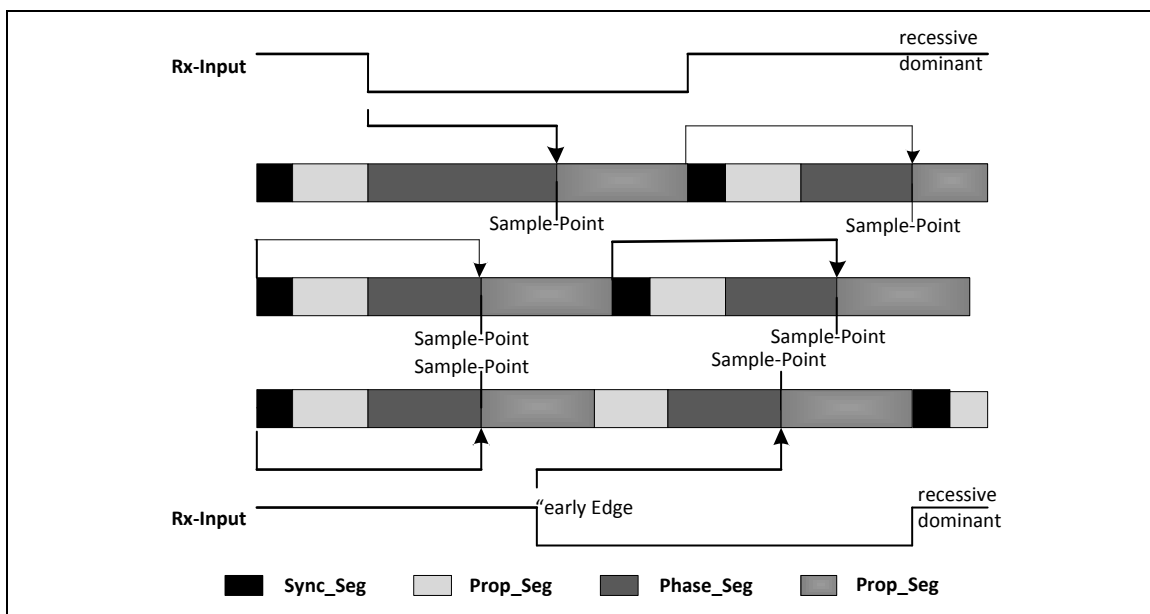 recessive
Rx-Input
dominant
Sample-Point
Sample-Point
Sample-Point
Sample-Point
Sample-Point
Sample-Point
“early Edge
recessive
Rx-Input
dominant
Sync_Seg
Prop_Seg
Phase_Seg
Prop_Seg